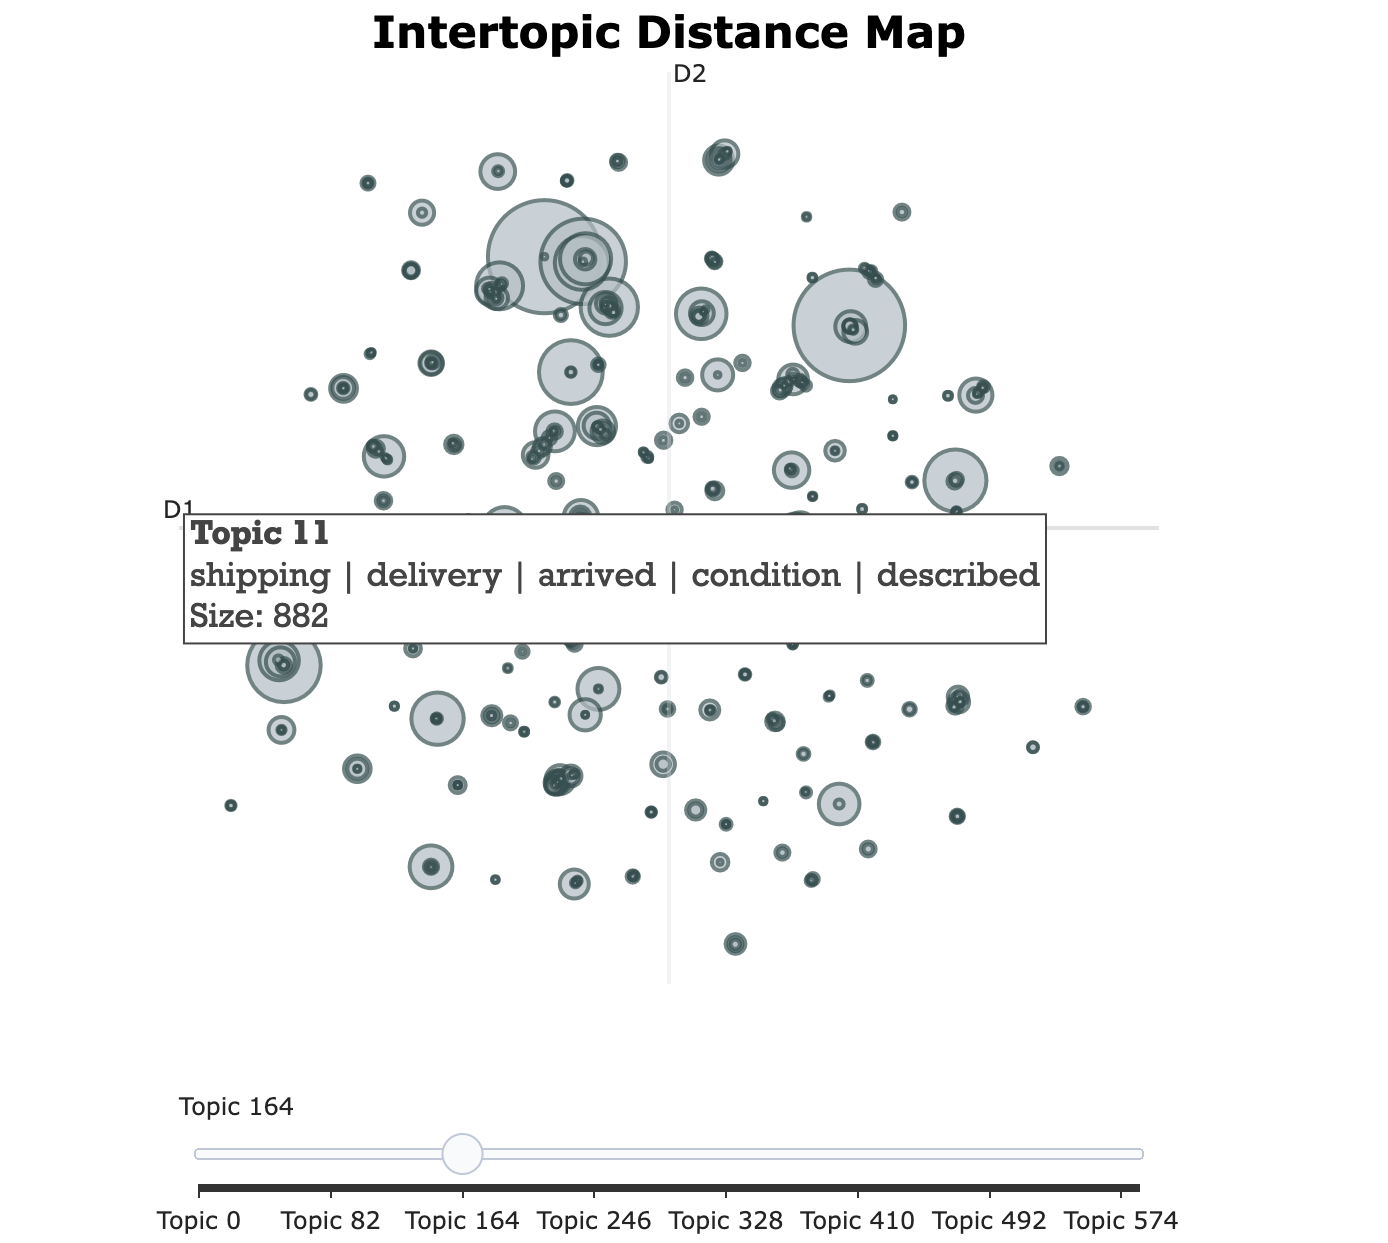 Intertopic Distance Map
D2
D1
Topic 11
shipping | delivery | arrived | condition | described
Size: 882
Topic 164
Topic 0 Topic 82 Topic 164 Topic 246 Topic 328 Topic 410 Topic 492 Topic 574